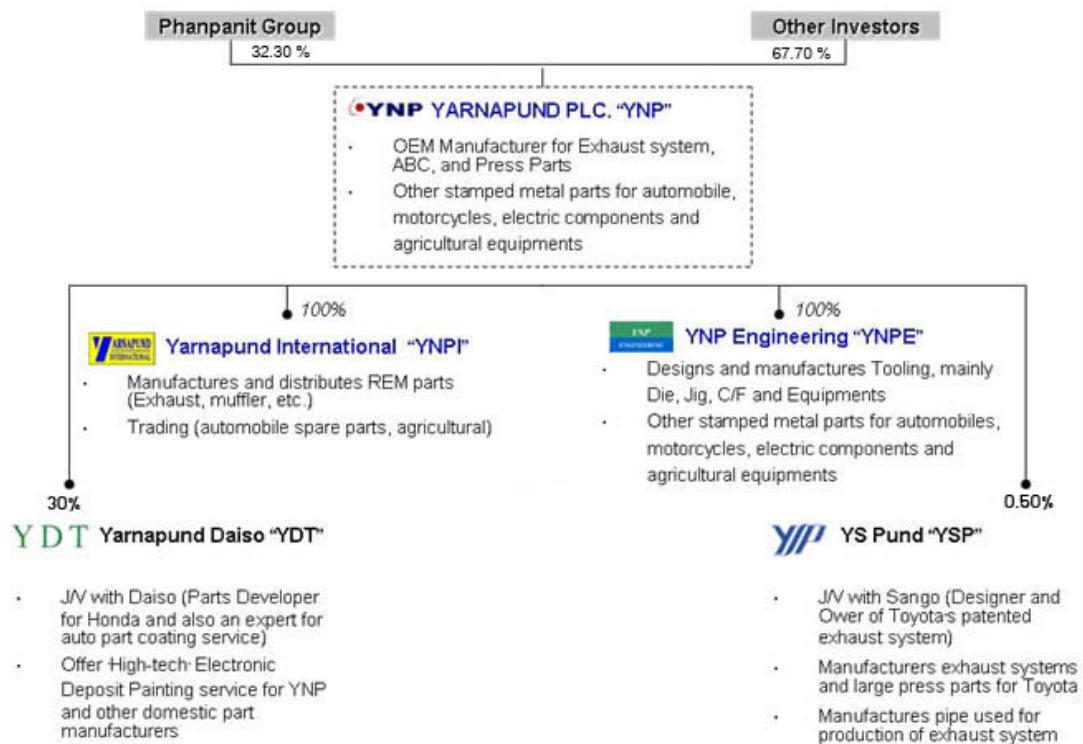 Phanpanit Group
Other Investors
32.30 %
67.70 %
YNP YARNAPUND PLC. “YNP”
· OEM Manufacturer for Exhaust system,
ABC, and Press Parts
· Other stamped metal parts for automobile,
motorcycles, electric components and
agricultural equipments
100%
100%
YARNAPUND
INTERNATIONAL
Yarnapund International “YNPI”
· Manufactures and distributes REM parts
(Exhaust, muffler, etc.)
· Trading (automobile spare parts, agricultural)
YNP
ENGINEERING
YNP Engineering “YNPE”
· Designs and manufactures Tooling, mainly
Die, Jig, C/F and Equipments
· Other stamped metal parts for automobiles,
motorcycles, electric components and
agricultural equipments
30%
0.50%
YDT Yarnapund Daiso “YDT”
· J/V with Daiso (Parts Developer
for Honda and also an expert for
auto part coating service)
· Offer High-tech Electronic
Deposit Painting service for YNP
and other domestic part
manufacturers
YS Pund “YSP”
· J/V with Sango (Designer and
Ower of Toyota's patented
exhaust system)
· Manufacturers exhaust systems
and large press parts for Toyota
· Manufactures pipe used for
production of exhaust system